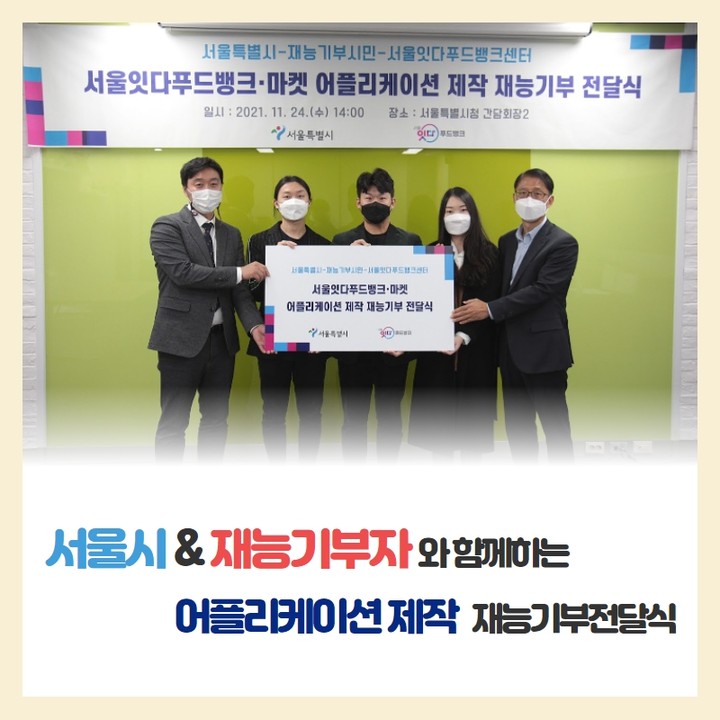 서울특별시-재능기부시민-서울잇다푸드뱅크센터
서울잇다푸드뱅크·마켓 어플리케이션 제작 재능기부 전달식
일시 : 2021. 11. 24.(수) 14:00 장소 : 서울특별시청 간담회장2
서울특별시 잇다 푸드뱅크
서울특별시-재능기부시민-서울잇다푸드뱅크센터
서울잇다푸드뱅크·마켓
어플리케이션 제작 재능기부 전달식
서울특별시 잇다 푸드뱅크
서울시 & 재능기부자 와 함께하는
어플리케이션 제작 재능기부전달식